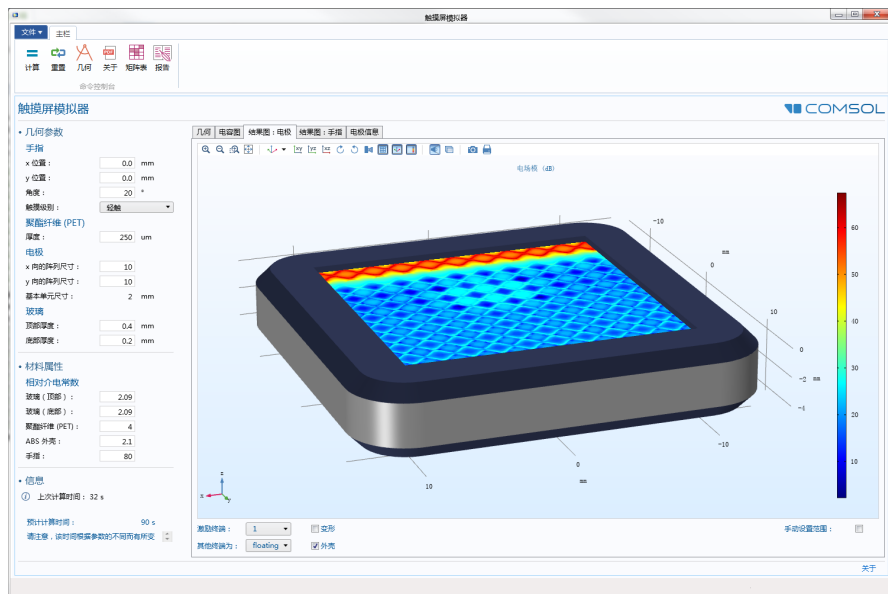 触摸屏模拟器
文件 主栏
计算 重置 几何 关于 矩阵表 报告
命令控制台
触摸屏模拟器
COMSOL
几何参数
手指
x 位置： 0.0 mm
y 位置： 0.0 mm
角度： 20 °
触摸级别： 轻触
聚酯纤维 (PET)
厚度： 250 um
电极
x 向的阵列尺寸： 10
y 向的阵列尺寸： 10
基本单元尺寸： 2 mm
玻璃
顶部厚度： 0.4 mm
底部厚度： 0.2 mm
材料属性
相对介电常数
玻璃（顶部）： 2.09
玻璃（底部）： 2.09
聚酯纤维 (PET)： 4
ABS 外壳： 2.1
手指： 80
信息
上次计算时间： 32 s
预计计算时间： 90 s
请注意，该时间根据参数的不同而有所变
几何 电容图 结果图：电极 结果图：手指 电极信息
xy yz xz
电场模 (dB)
-10
mm
0
10
0
-2 mm
-4
-10
0
mm
10
z
x
y
60
50
40
30
20
10
激励终端： 1 变形 手动设置范围：
其他终端为： floating 外壳
关于